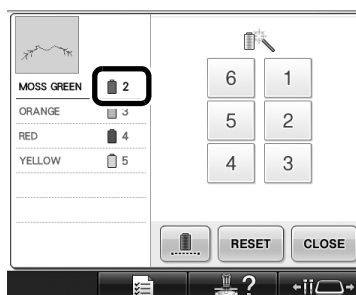 MOSS GREEN 2
ORANGE 3
RED 4
YELLOW 5
6 1
5 2
4 3
RESET CLOSE
?